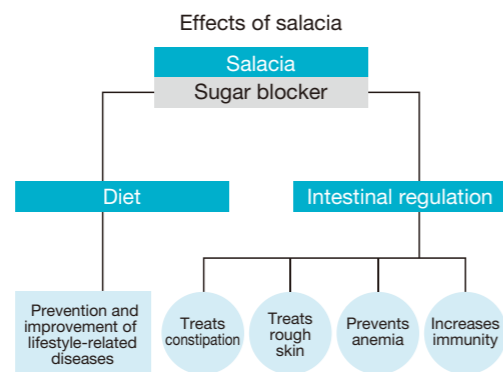 Effects of salacia
Salacia
Sugar blocker
Diet
Intestinal regulation
Prevention and
improvement of
lifestyle-related
diseases
Treats
constipation
Treats
rough
skin
Prevents
anemia
Increases
immunity